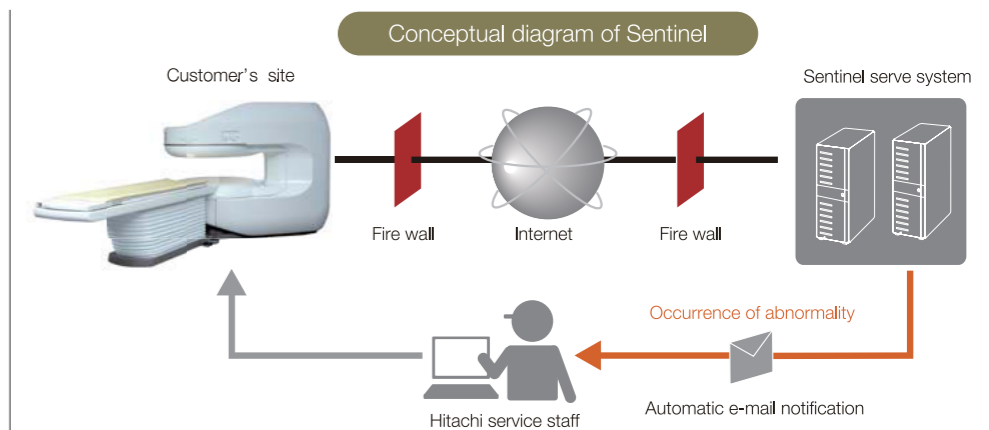 Conceptual diagram of Sentinel
Customer's site
Sentinel serve system
Fire wall
Internet
Fire wall
Occurrence of abnormality
Automatic e-mail notification
Hitachi service staff